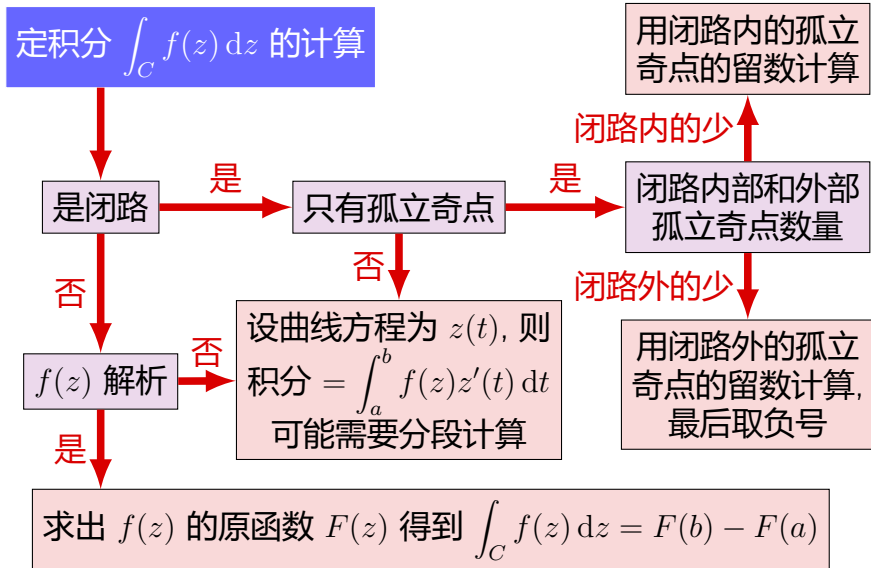 定积分 ∫_C f(z) dz 的计算
用闭路内的孤立
奇点的留数计算
闭路内的少
是闭路
是
只有孤立奇点
是
闭路内部和外部
孤立奇点数量
否
否
闭路外的少
设曲线方程为 z(t), 则
积分 = ∫_a^b f(z)z′(t) dt
可能需要分段计算
f(z) 解析
否
用闭路外的孤立
奇点的留数计算,
最后取负号
是
求出 f(z) 的原函数 F(z) 得到 ∫_C f(z) dz = F(b) − F(a)